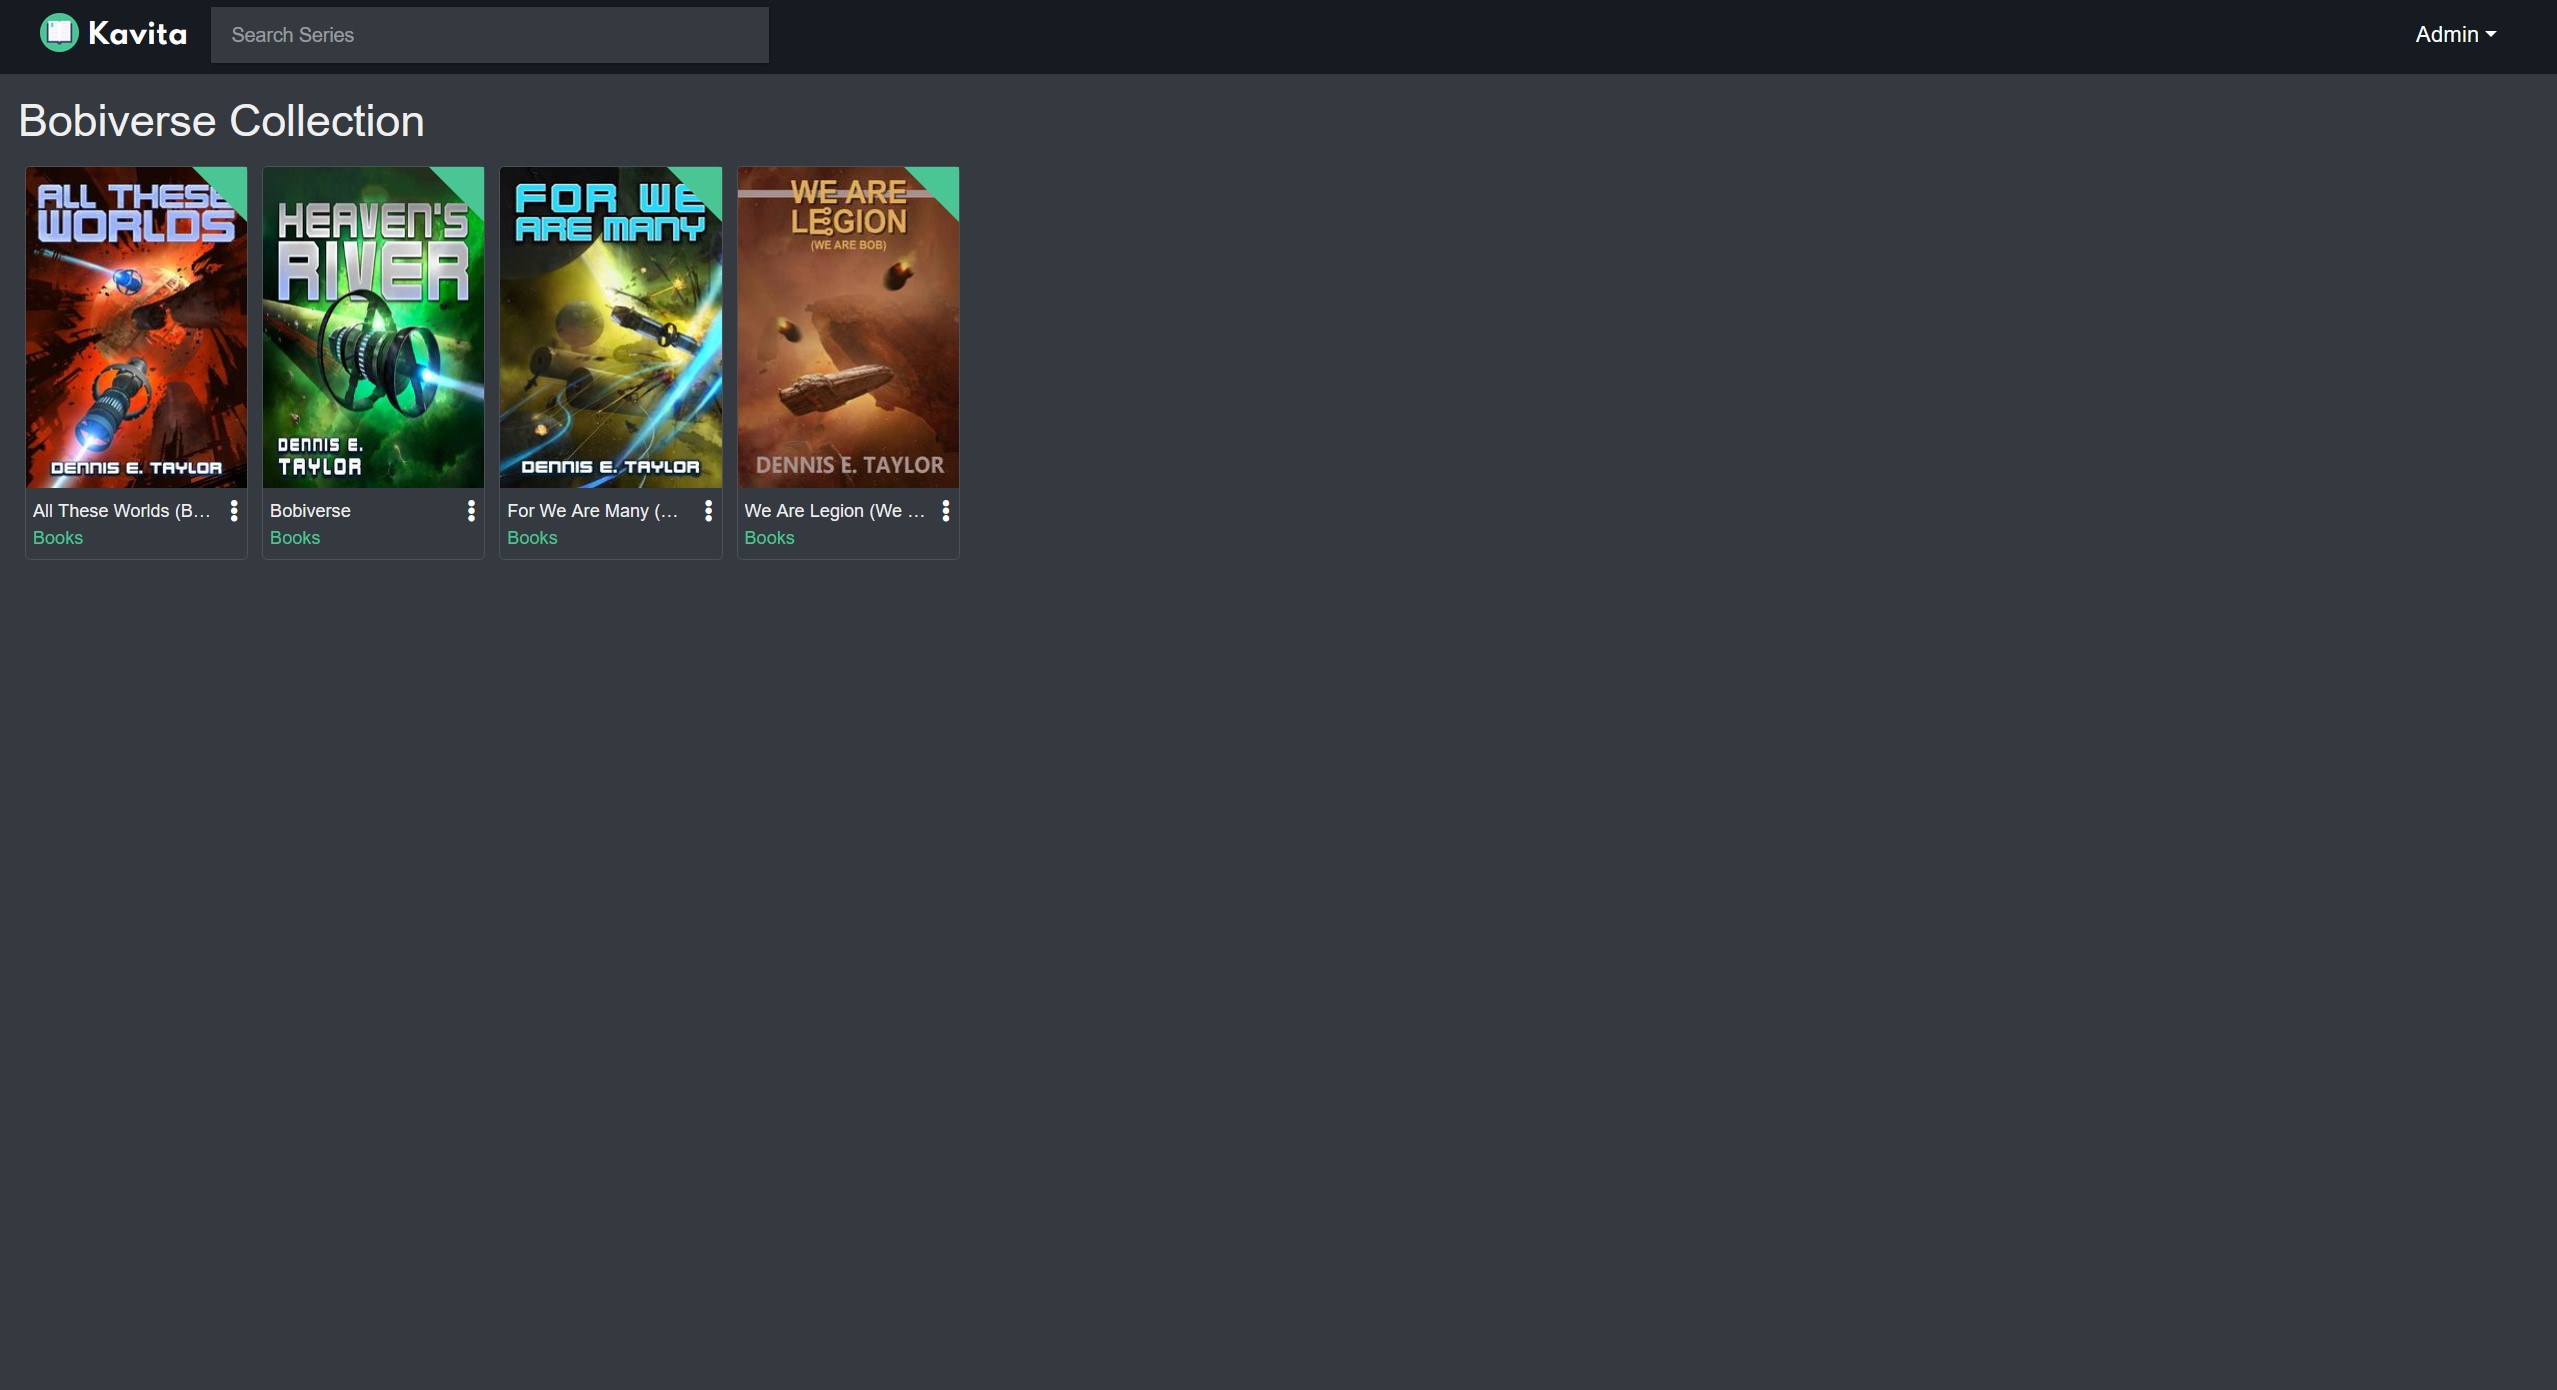 Kavita
Search Series
Admin
Bobiverse Collection
ALL THESE
WORLDS
DENNIS E. TAYLOR
All These Worlds (B...
Books
HEAVEN'S
RIVER
DENNIS E.
TAYLOR
Bobiverse
Books
FOR WE
ARE MANY
DENNIS E. TAYLOR
For We Are Many (...
Books
WE ARE
LEGION
(WE ARE BOB)
DENNIS E. TAYLOR
We Are Legion (We ...
Books